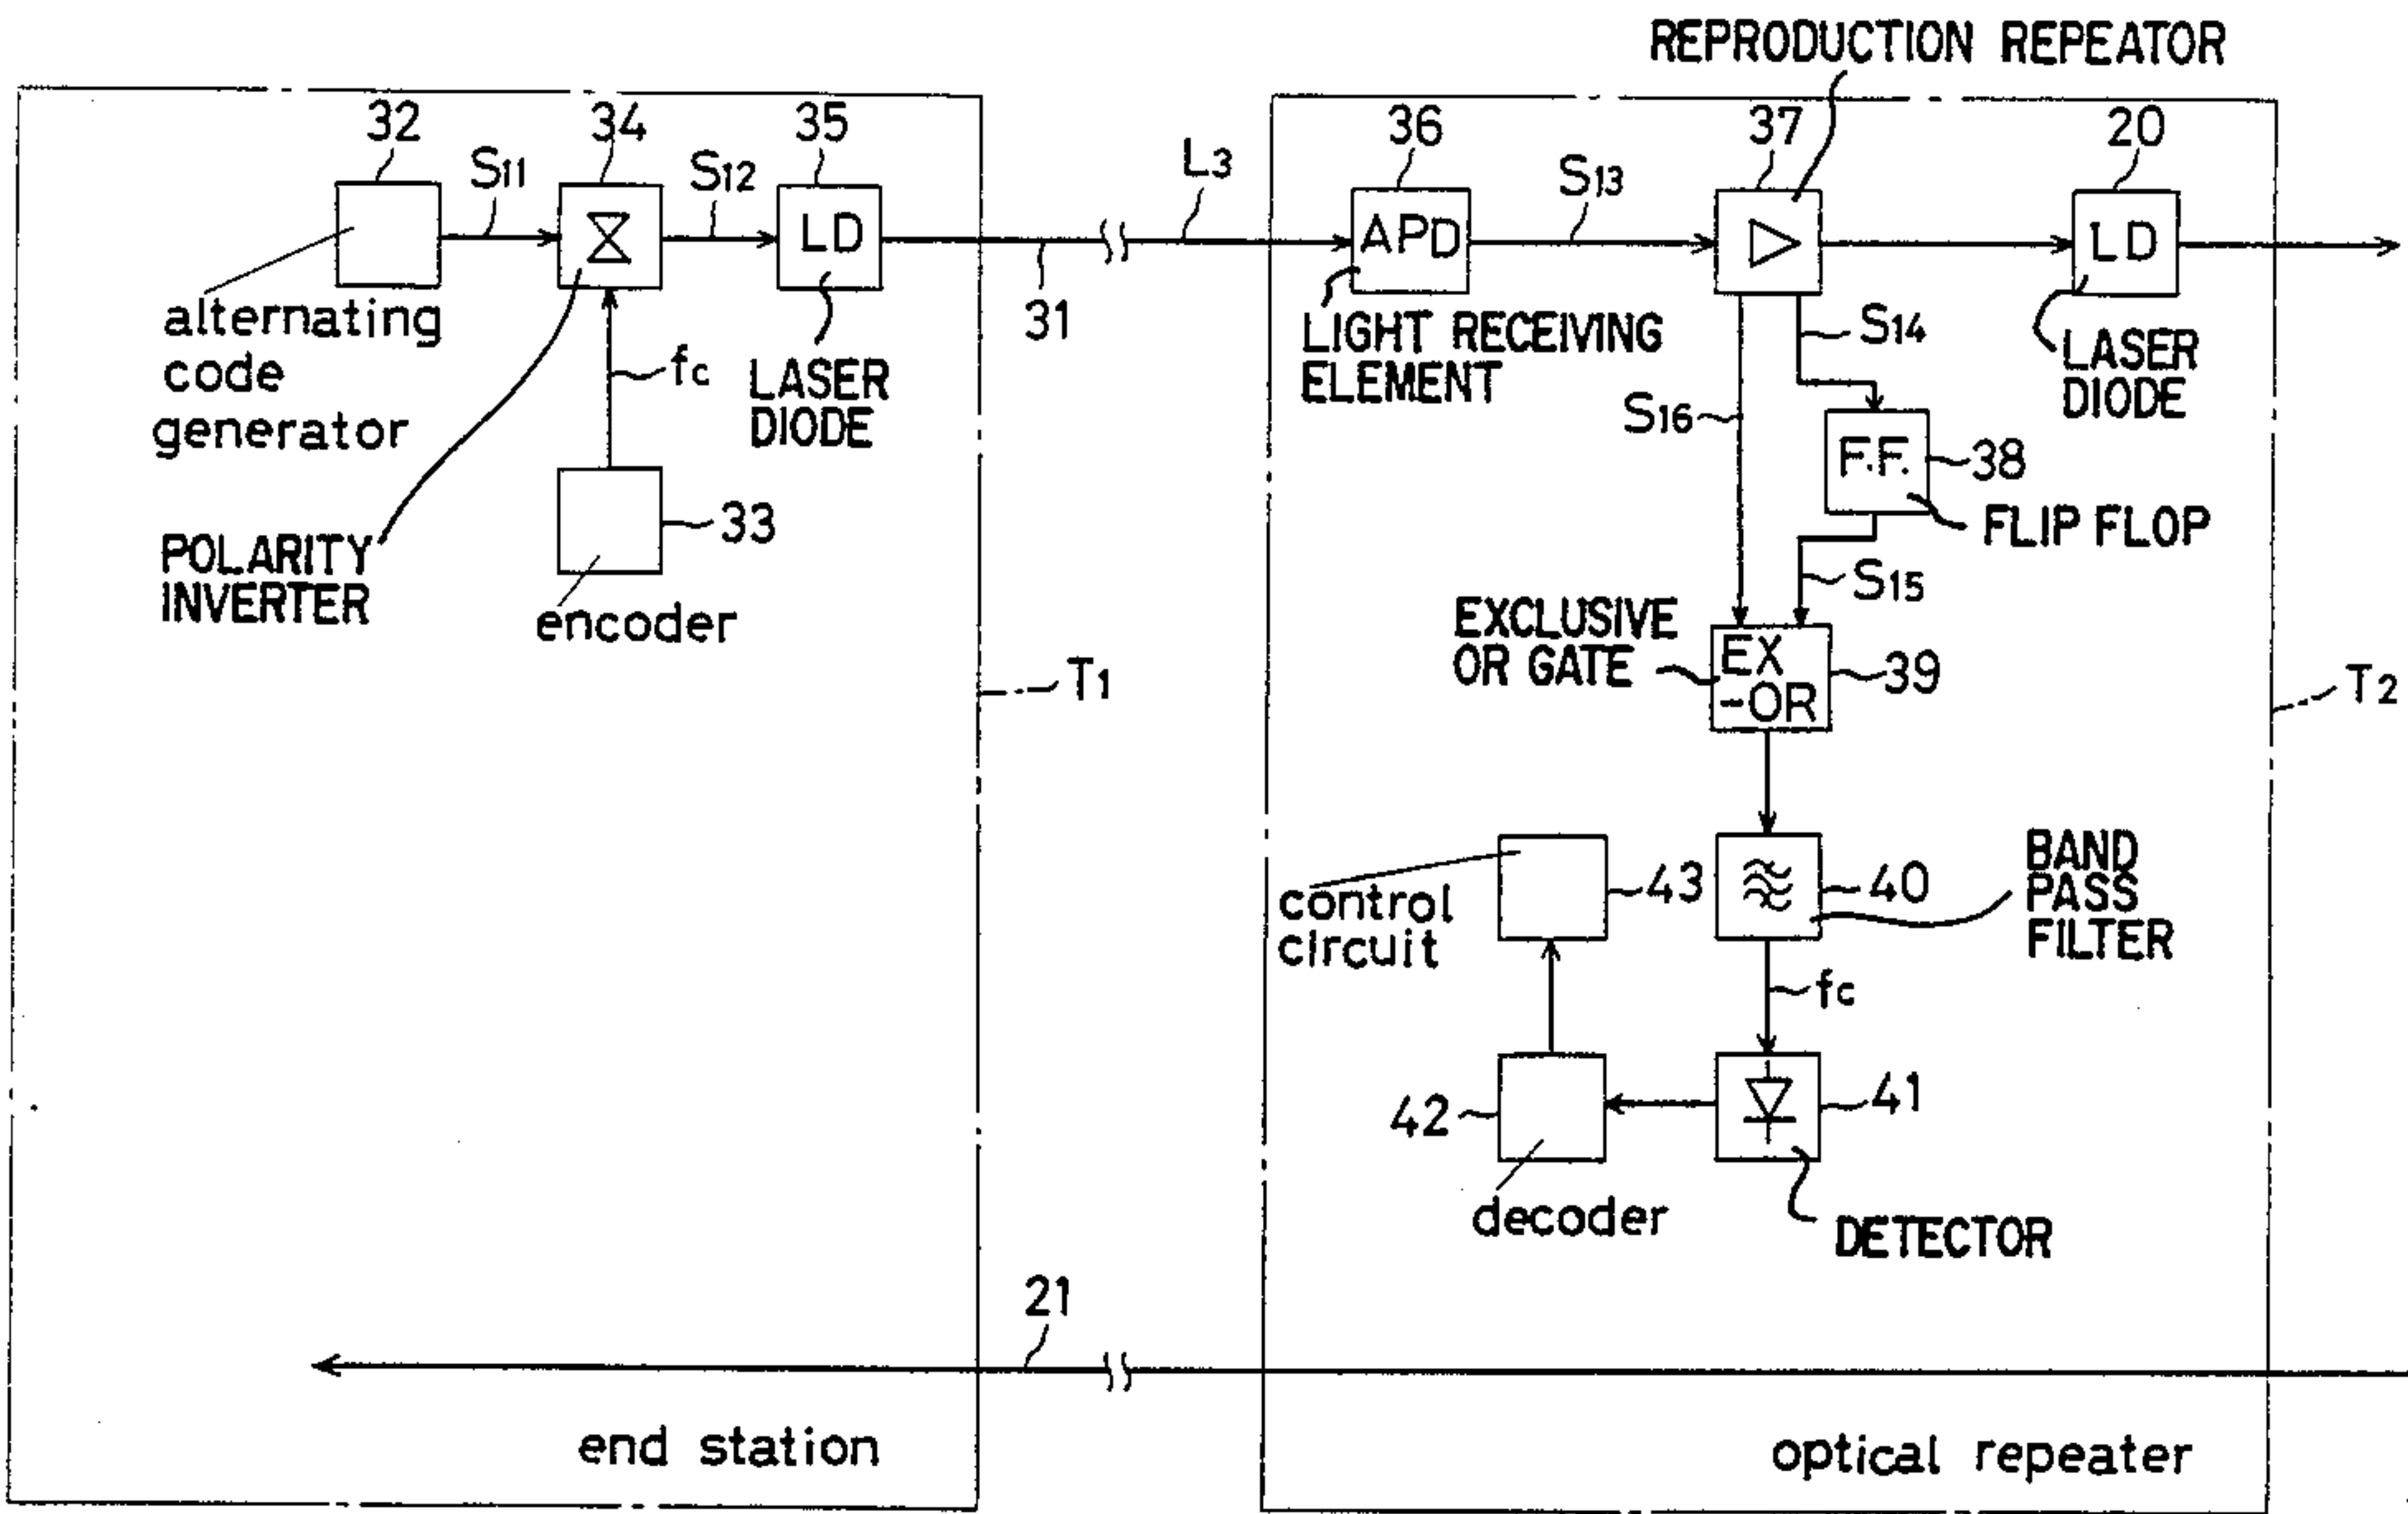 REPRODUCTION REPEATOR
32
34
35
36
37
20
S11
S12
L3
S13
LD
APD
LD
alternating
code
generator
fc
LASER
DIODE
31
LIGHT RECEIVING
ELEMENT
S14
LASER
DIODE
S16
F.F.
38
FLIP FLOP
33
POLARITY
INVERTER
encoder
S15
EXCLUSIVE
OR GATE
EX
-OR
39
T1
T2
control
circuit
43
40
BAND
PASS
FILTER
fc
42
41
decoder
DETECTOR
21
end station
optical repeater